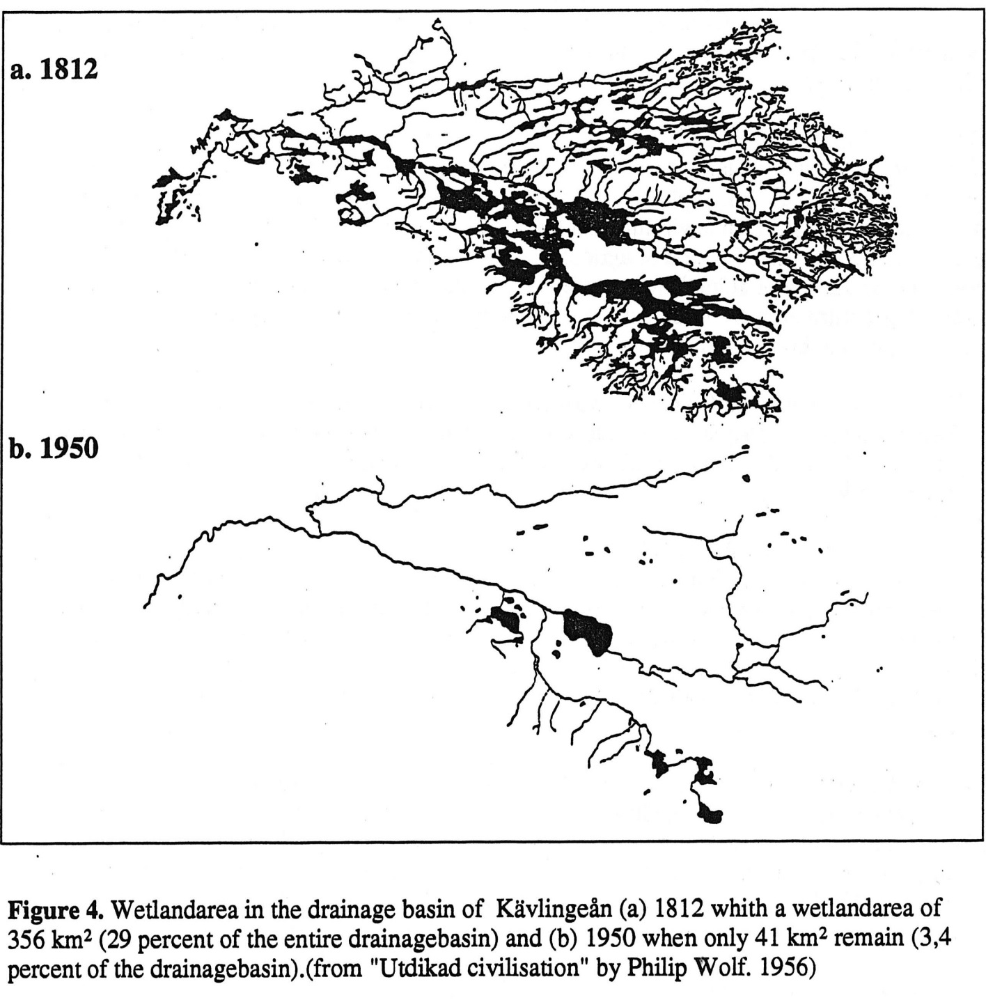 a. 1812
b. 1950
Figure 4. Wetlandarea in the drainage basin of Kävlingeån (a) 1812 whith a wetlandarea of
356 km² (29 percent of the entire drainagebasin) and (b) 1950 when only 41 km² remain (3,4
percent of the drainagebasin).(from "Utdikad civilisation" by Philip Wolf. 1956)